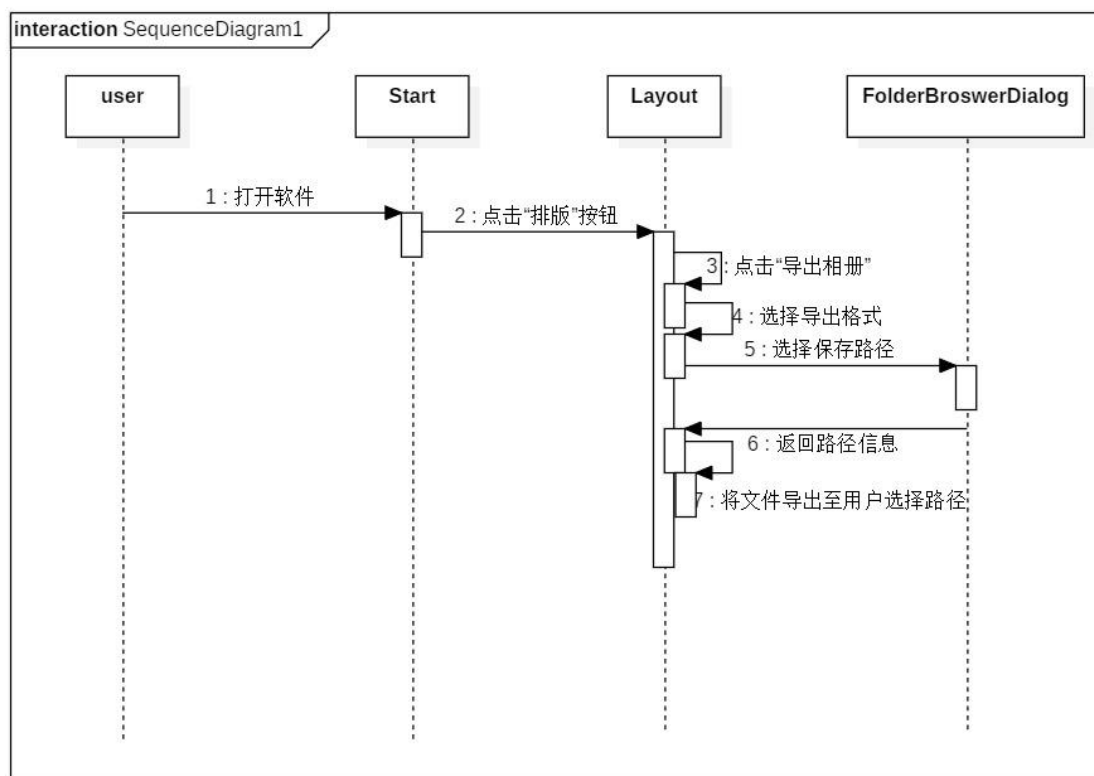 interaction SequenceDiagram1
user
Start
Layout
FolderBroswerDialog
1 : 打开软件
2 : 点击“排版”按钮
3 : 点击“导出相册”
4 : 选择导出格式
5 : 选择保存路径
6 : 返回路径信息
7 : 将文件导出至用户选择路径